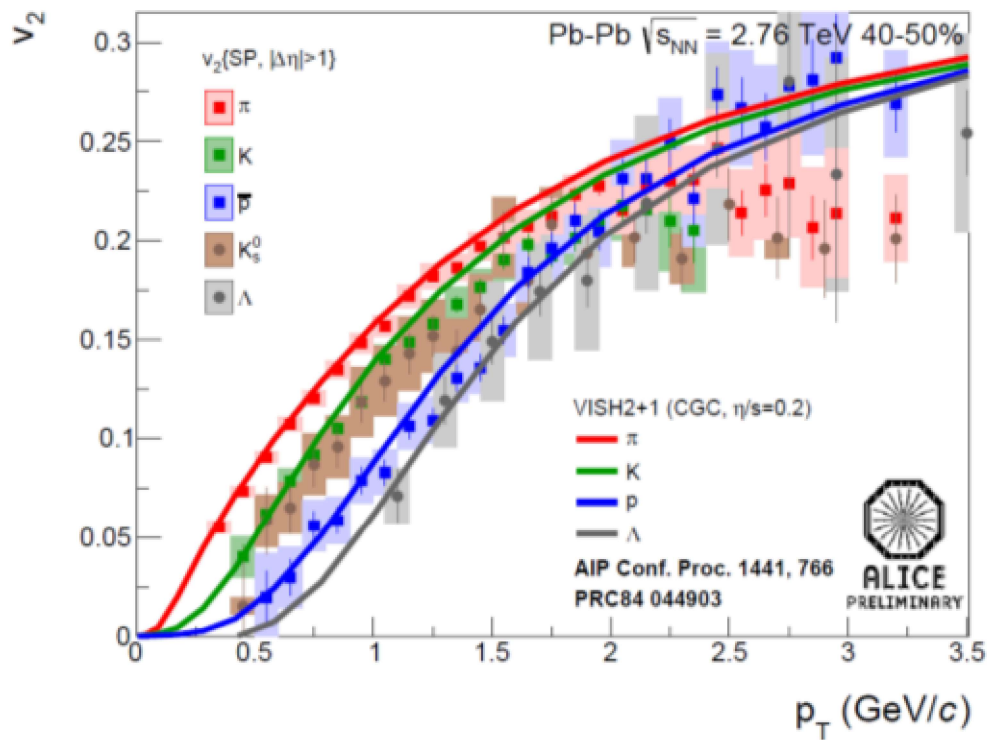 v₂
Pb-Pb √sNN = 2.76 TeV 40-50%
v₂{SP, |Δη|>1}
π
K
p̅
K⁰s
Λ
VISH2+1 (CGC, η/s=0.2)
π
K
p
Λ
AIP Conf. Proc. 1441, 766
PRC84 044903
ALICE
PRELIMINARY
0.3
0.25
0.2
0.15
0.1
0.05
0
0 0.5 1 1.5 2 2.5 3 3.5
pT (GeV/c)